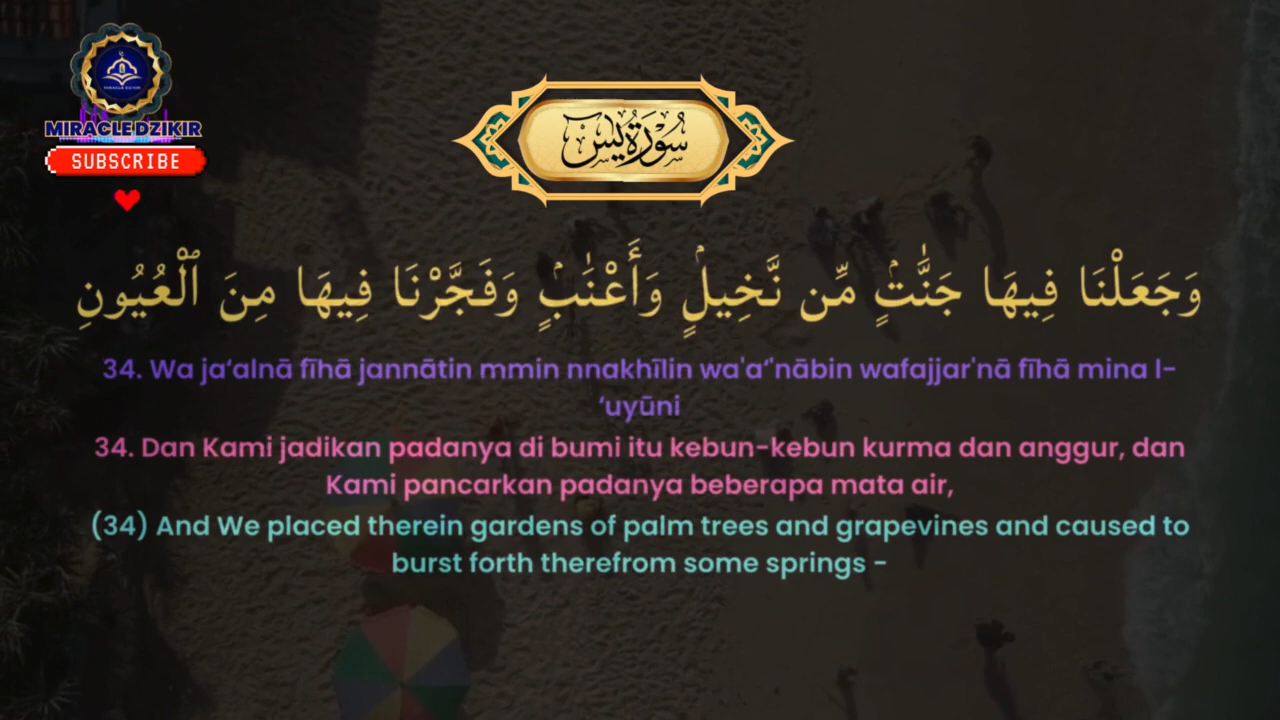 MIRACLE DZIKIR
SUBSCRIBE
سُوْرَةُ يٰسٓ
وَجَعَلْنَا فِيهَا جَنَّٰتٍۢ مِّن نَّخِيلٍۢ وَأَعْنَٰبٍۢ وَفَجَّرْنَا فِيهَا مِنَ ٱلْعُيُونِ
34. Wa ja‘alnā fīhā jannātin mmin nnakhīlin wa'a‘'nābin wafajjar'nā fīhā mina l-
‘uyūni
34. Dan Kami jadikan padanya di bumi itu kebun-kebun kurma dan anggur, dan
Kami pancarkan padanya beberapa mata air,
(34) And We placed therein gardens of palm trees and grapevines and caused to
burst forth therefrom some springs -